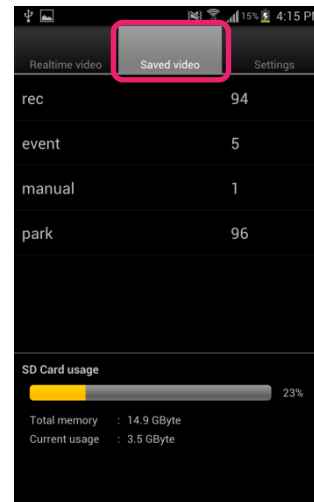 15% 4:15 PM
Realtime video Saved video Settings
rec 94
event 5
manual 1
park 96
SD Card usage
23%
Total memory : 14.9 GByte
Current usage : 3.5 GByte